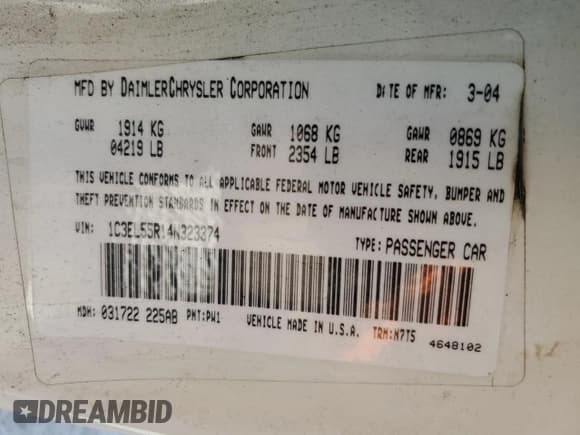 MFD BY DAIMLERCHRYSLER CORPORATION DATE OF MFR: 3-04
GVWR 1914 KG GAWR 1068 KG GAWR 0869 KG
04219 LB FRONT 2354 LB REAR 1915 LB
THIS VEHICLE CONFORMS TO ALL APPLICABLE FEDERAL MOTOR VEHICLE SAFETY, BUMPER AND
THEFT PREVENTION STANDARDS IN EFFECT ON THE DATE OF MANUFACTURE SHOWN ABOVE.
VIN: 1C3EL55R14N323374 TYPE: PASSENGER CAR
MDH: 031722 225AB PNT:PW1 VEHICLE MADE IN U.S.A. TRM:M7T5
4648102
DREAMBID